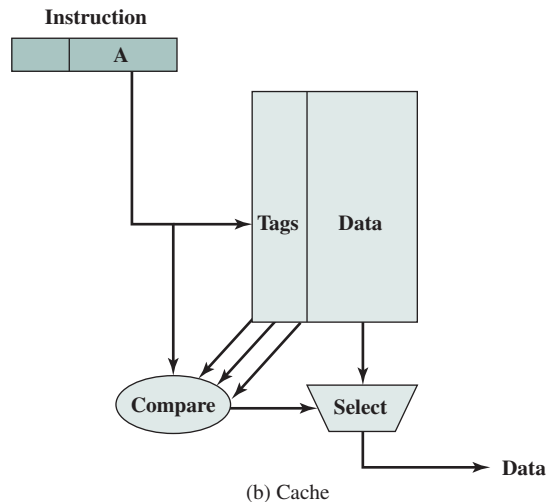 Instruction
A
Tags
Data
Compare
Select
Data
(b) Cache